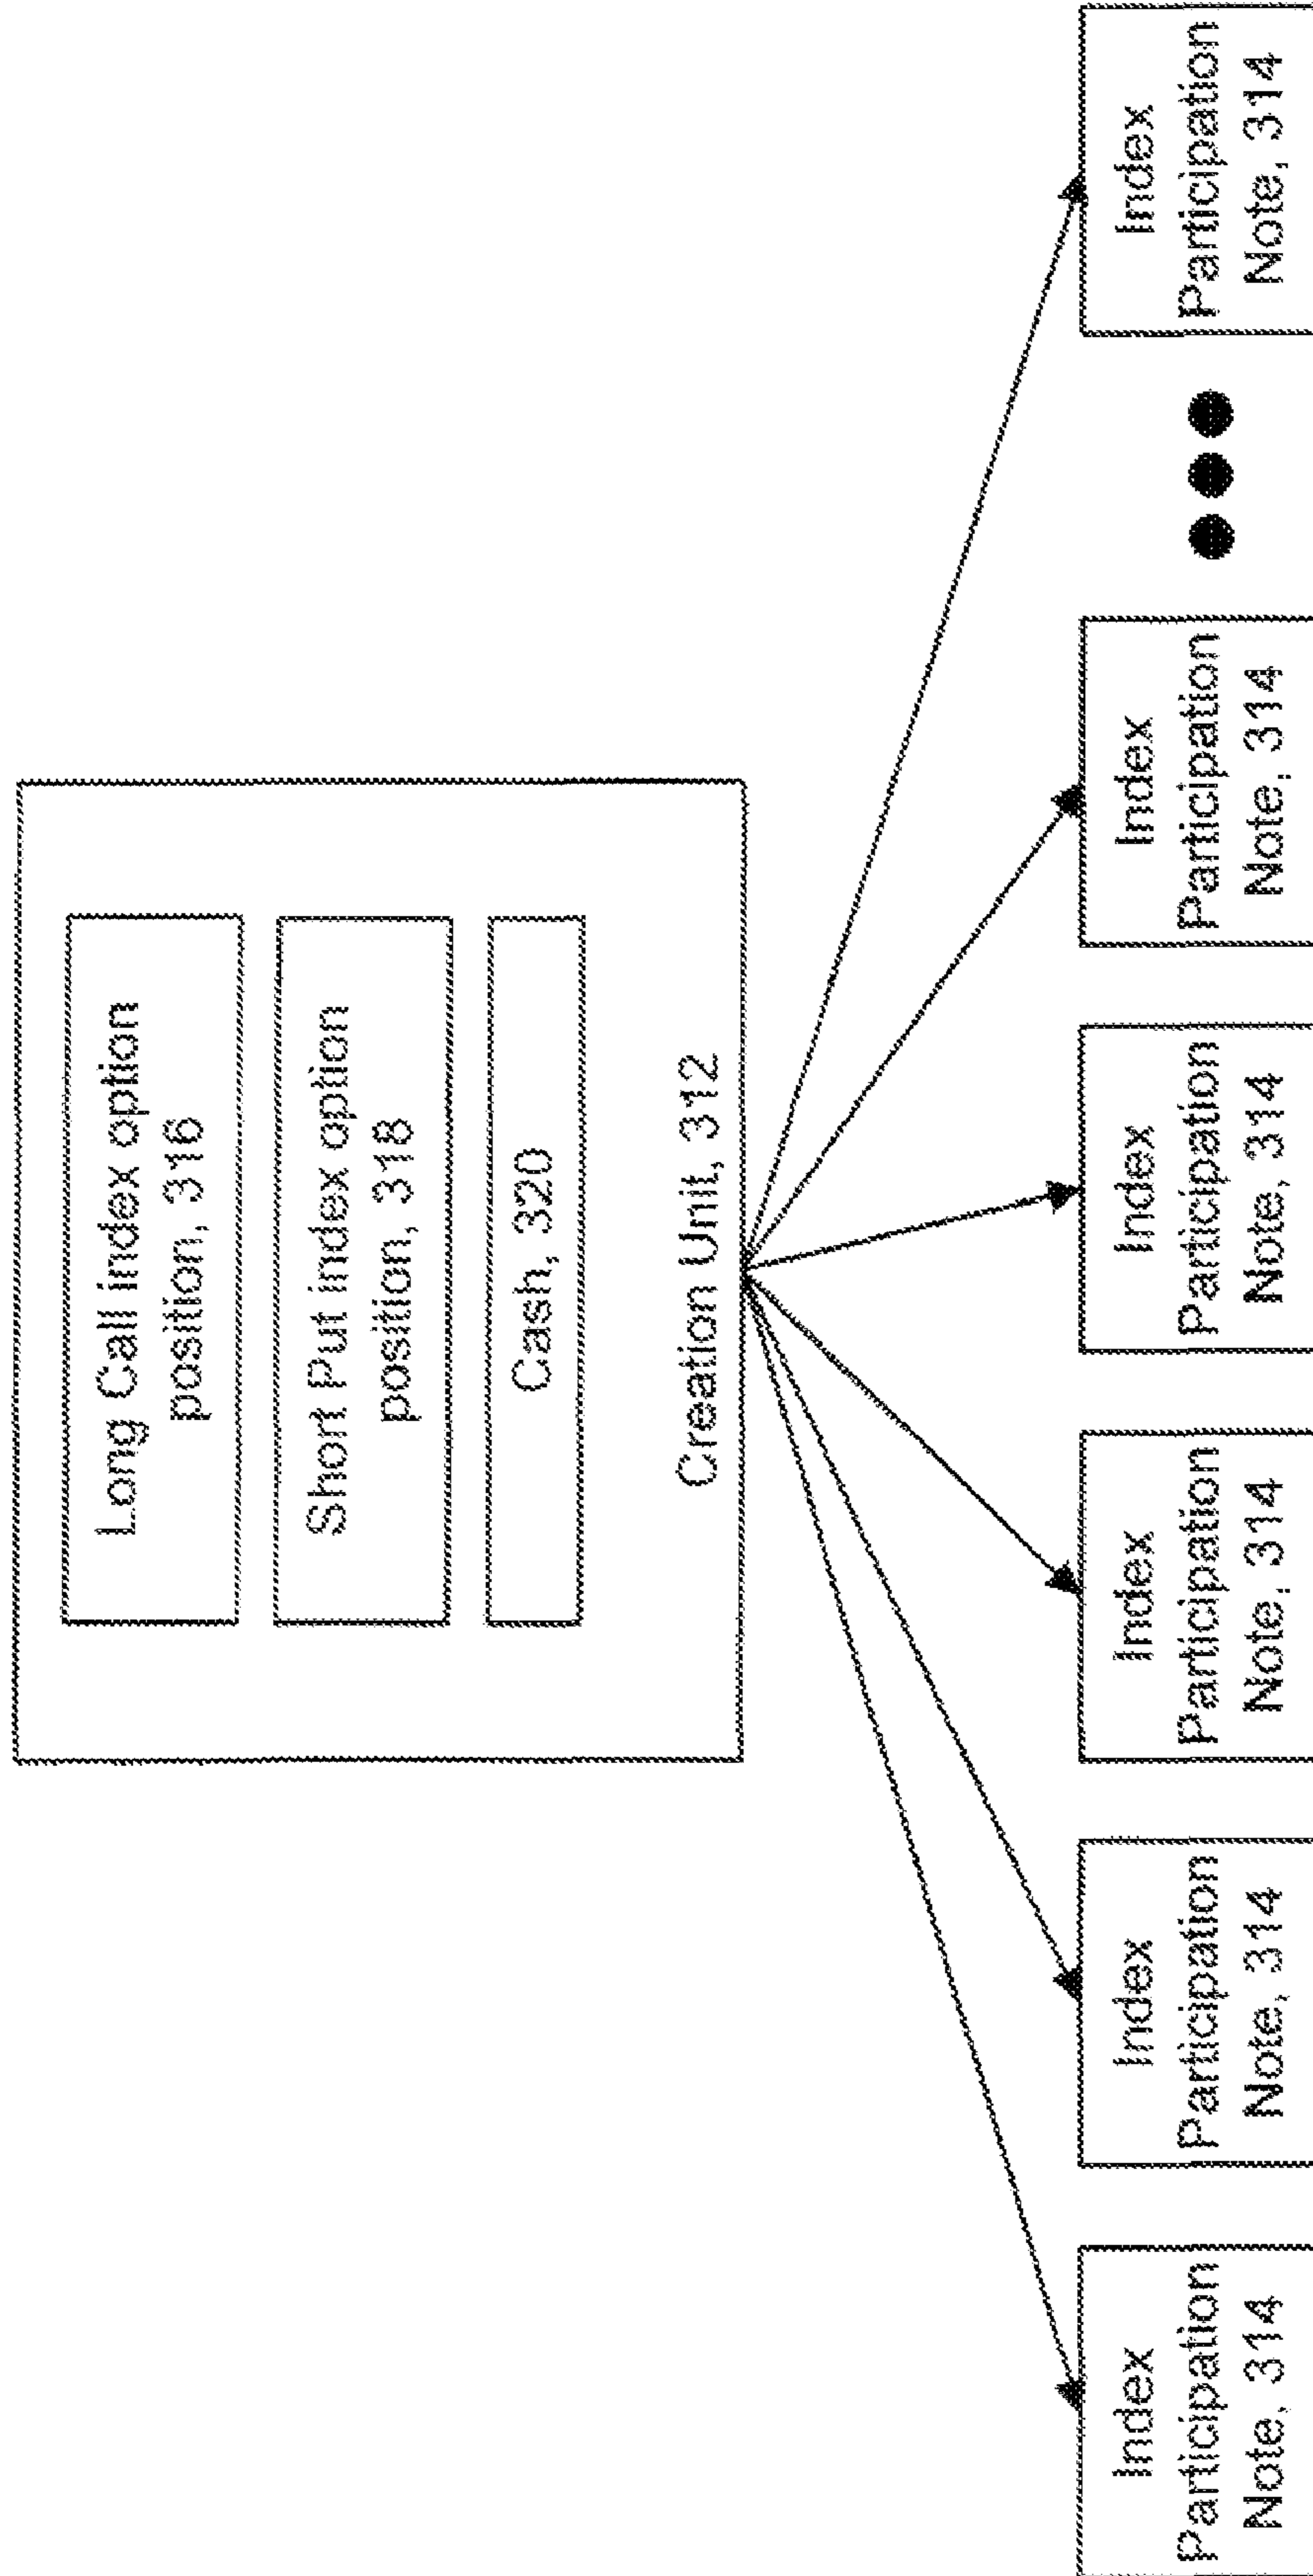 Long Call index option
position, 316
Short Put index option
position, 318
Cash, 320
Creation Unit, 312
Index
Participation
Note, 314
Index
Participation
Note, 314
Index
Participation
Note, 314
Index
Participation
Note, 314
Index
Participation
Note, 314
Index
Participation
Note, 314